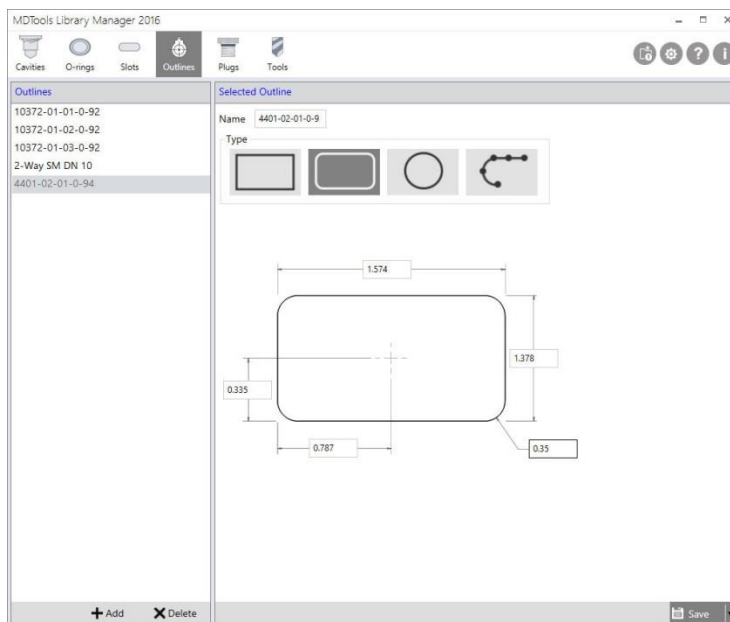 MDTools Library Manager 2016
Cavities O-rings Slots Outlines Plugs Tools
Outlines
10372-01-01-0-92
10372-01-02-0-92
10372-01-03-0-92
2-Way SM DN 10
4401-02-01-0-94
Add Delete
Selected Outline
Name 4401-02-01-0-9
Type
1.574
1.378
0.335
0.787
0.35
Save